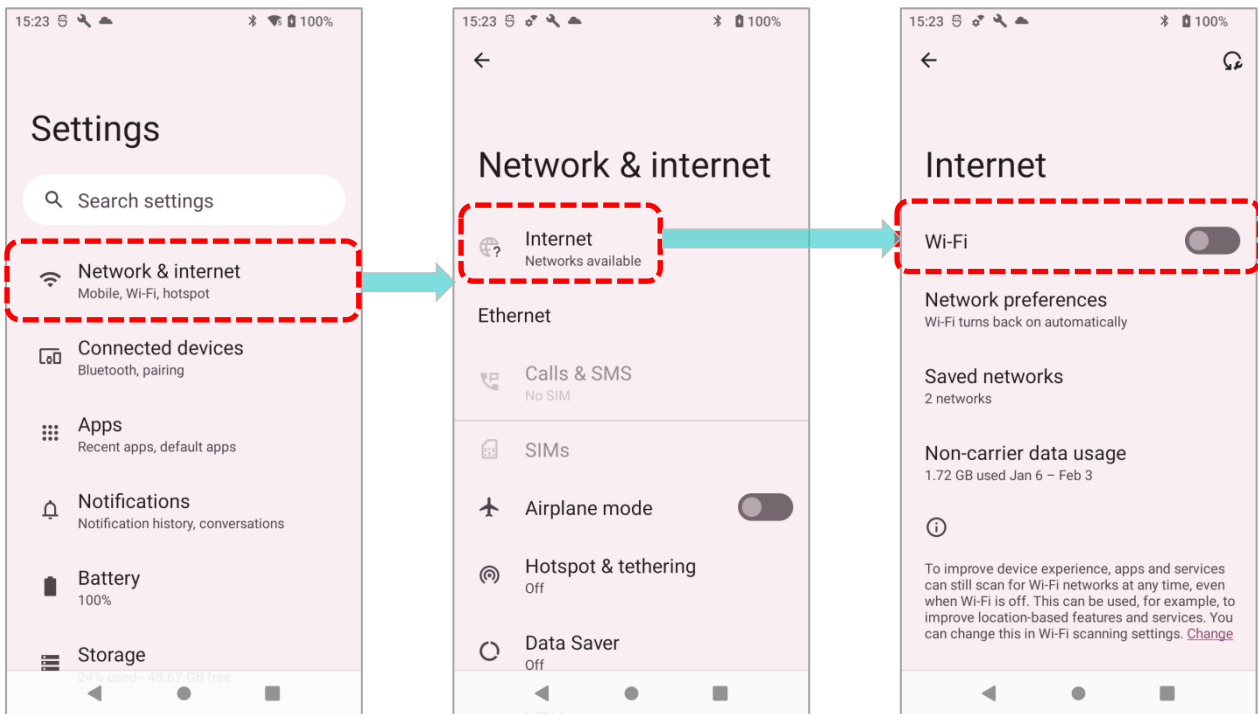 15:23 100%
Settings
Search settings
Network & internet
Mobile, Wi-Fi, hotspot
Connected devices
Bluetooth, pairing
Apps
Recent apps, default apps
Notifications
Notification history, conversations
Battery
100%
Storage
24% used - 48.67 GB free
15:23 100%
Network & internet
Internet
Networks available
Ethernet
Calls & SMS
No SIM
SIMs
Airplane mode
Hotspot & tethering
Off
Data Saver
Off
15:23 100%
Internet
Wi-Fi
Network preferences
Wi-Fi turns back on automatically
Saved networks
2 networks
Non-carrier data usage
1.72 GB used Jan 6 – Feb 3
To improve device experience, apps and services
can still scan for Wi-Fi networks at any time, even
when Wi-Fi is off. This can be used, for example, to
improve location-based features and services. You
can change this in Wi-Fi scanning settings. Change